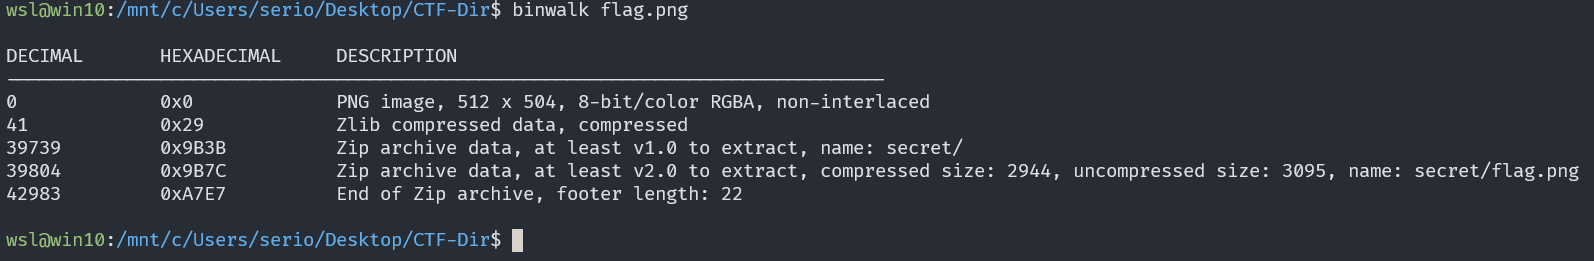 wsl@win10:/mnt/c/Users/serio/Desktop/CTF-Dir$ binwalk flag.png
DECIMAL       HEXADECIMAL     DESCRIPTION
--------------------------------------------------------------------------------
0             0x0             PNG image, 512 x 504, 8-bit/color RGBA, non-interlaced
41            0x29            Zlib compressed data, compressed
39739         0x9B3B          Zip archive data, at least v1.0 to extract, name: secret/
39804         0x9B7C          Zip archive data, at least v2.0 to extract, compressed size: 2944, uncompressed size: 3095, name: secret/flag.png
42983         0xA7E7          End of Zip archive, footer length: 22
wsl@win10:/mnt/c/Users/serio/Desktop/CTF-Dir$